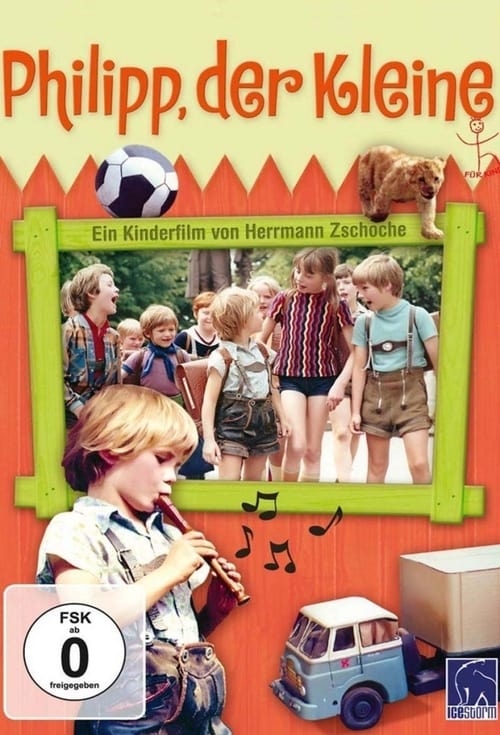 Philipp, der Kleine
FÜR KIN
Ein Kinderfilm von Herrmann Zschoche
K
FSK
ab
0
freigegeben
ICESTORM